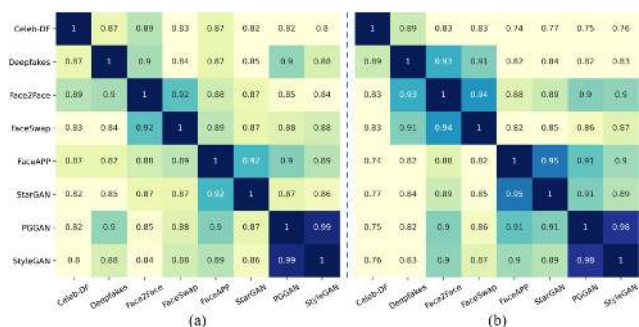 Celeb-DF 1 0.87 0.89 0.83 0.87 0.82 0.82 0.8 1 0.89 0.83 0.83 0.74 0.77 0.75 0.76
Deepfakes 0.87 1 0.9 0.84 0.87 0.85 0.9 0.88 0.89 1 0.93 0.91 0.82 0.84 0.82 0.83
Face2Face 0.89 0.9 1 0.92 0.88 0.87 0.85 0.84 0.83 0.93 1 0.94 0.88 0.89 0.9 0.9
FaceSwap 0.83 0.84 0.92 1 0.89 0.87 0.88 0.88 0.83 0.91 0.94 1 0.82 0.85 0.86 0.87
FaceAPP 0.87 0.87 0.88 0.89 1 0.92 0.9 0.89 0.74 0.82 0.88 0.82 1 0.95 0.91 0.9
StarGAN 0.82 0.85 0.87 0.87 0.92 1 0.87 0.86 0.77 0.84 0.89 0.85 0.95 1 0.91 0.89
PGGAN 0.82 0.9 0.85 0.88 0.9 0.87 1 0.99 0.75 0.82 0.9 0.86 0.91 0.91 1 0.98
StyleGAN 0.8 0.88 0.84 0.88 0.89 0.86 0.99 1 0.76 0.83 0.9 0.87 0.9 0.89 0.98 1
Celeb-DF Deepfakes Face2Face FaceSwap FaceAPP StarGAN PGGAN StyleGAN Celeb-DF Deepfakes Face2Face FaceSwap FaceAPP StarGAN PGGAN StyleGAN
(a) (b)